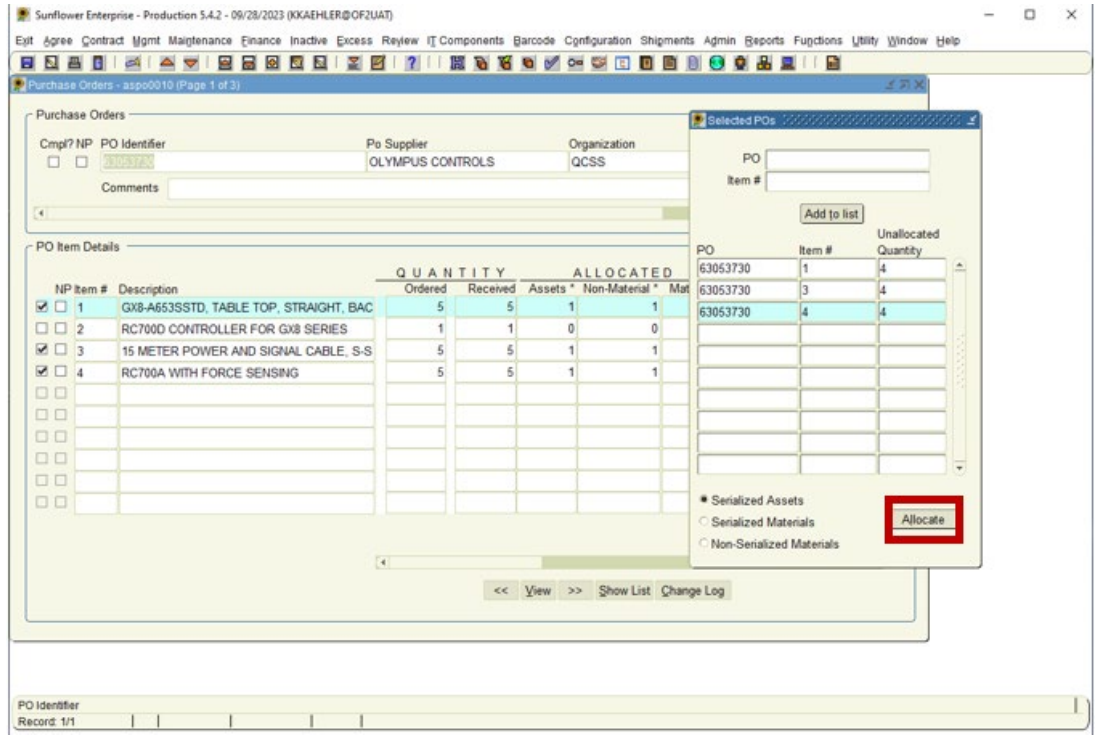 Sunflower Enterprise - Production 5.4.2 - 09/28/2023 (KKAEHLER@OF2UAT)
Exit Agree Contract Mgmt Maintenance Finance Inactive Excess Review IT Components Barcode Configuration Shipments Admin Reports Functions Utility Window Help
Purchase Orders - aspo0010 (Page 1 of 3)
Purchase Orders
Cmpl? NP PO Identifier Po Supplier Organization
63053730 OLYMPUS CONTROLS QCSS
Comments
PO Item Details
QUANTITY ALLOCATED
NP Item # Description Ordered Received Assets * Non-Material * Mat
1 GX8-A653SSTD, TABLE TOP, STRAIGHT, BAC 5 5 1 1
2 RC700D CONTROLLER FOR GX8 SERIES 1 1 0 0
3 15 METER POWER AND SIGNAL CABLE, S-S 5 5 1 1
4 RC700A WITH FORCE SENSING 5 5 1 1
<< View >> Show List Change Log
Selected POs
PO
Item #
Add to list
Unallocated
PO Item # Quantity
63053730 1 4
63053730 3 4
63053730 4 4
Serialized Assets
Serialized Materials
Non-Serialized Materials
Allocate
PO Identifier
Record: 1/1